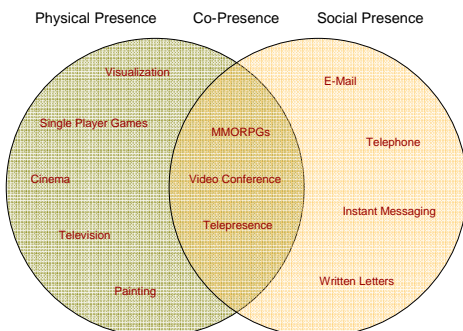 Physical Presence Co-Presence Social Presence
Visualization
E-Mail
Single Player Games
MMORPGs
Telephone
Cinema
Video Conference
Instant Messaging
Television
Telepresence
Painting
Written Letters